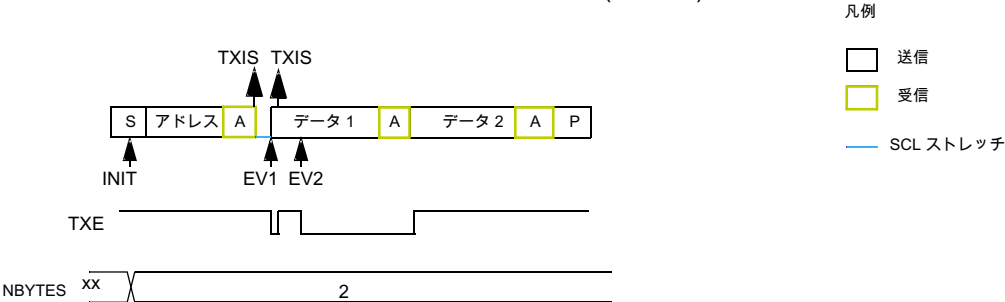 凡例
送信
受信
SCL ストレッチ
TXIS TXIS
S アドレス A データ 1 A データ 2 A P
INIT EV1 EV2
TXE
NBYTES xx 2